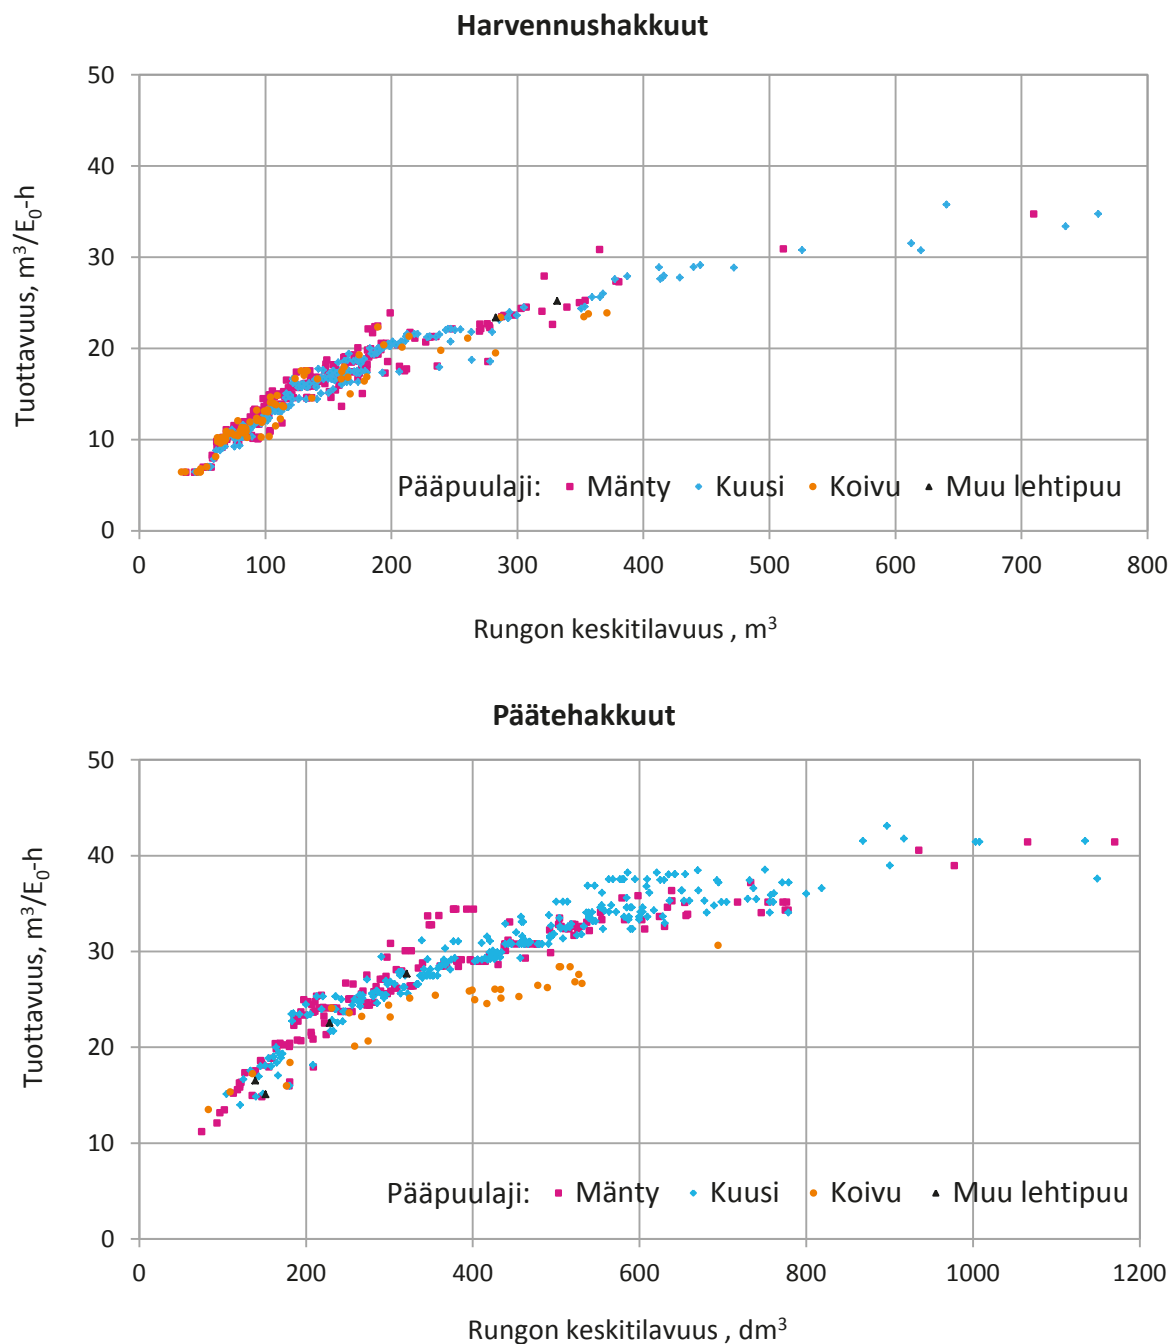 Harvennushakkuut
50
40
30
20
10
0
Tuottavuus, m³/E₀-h
Pääpuulaji: Mänty Kuusi Koivu Muu lehtipuu
0 100 200 300 400 500 600 700 800
Rungon keskitilavuus , m³
Päätehakkuut
50
40
30
20
10
0
Tuottavuus, m³/E₀-h
Pääpuulaji: Mänty Kuusi Koivu Muu lehtipuu
0 200 400 600 800 1000 1200
Rungon keskitilavuus , dm³